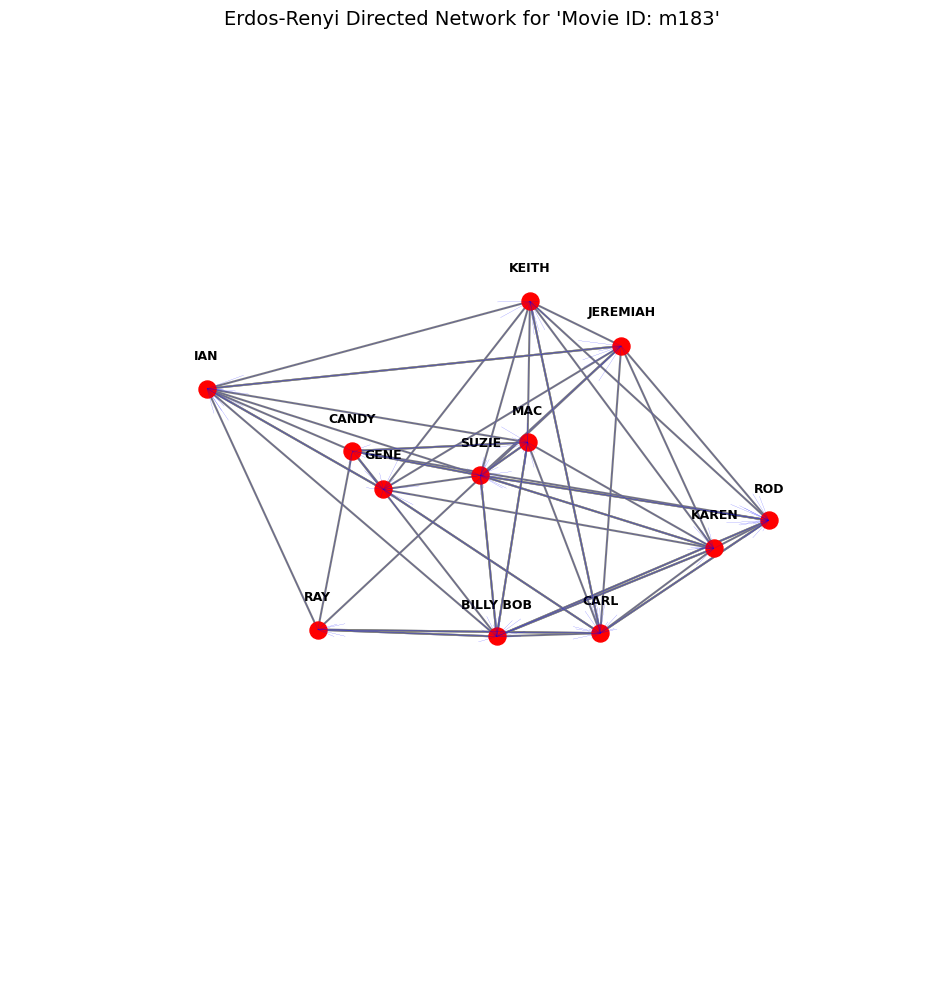 Erdos-Renyi Directed Network for 'Movie ID: m183'
KEITH
JEREMIAH
IAN
MAC
CANDY
SUZIE
GENE
ROD
KAREN
RAY
CARL
BILLY BOB